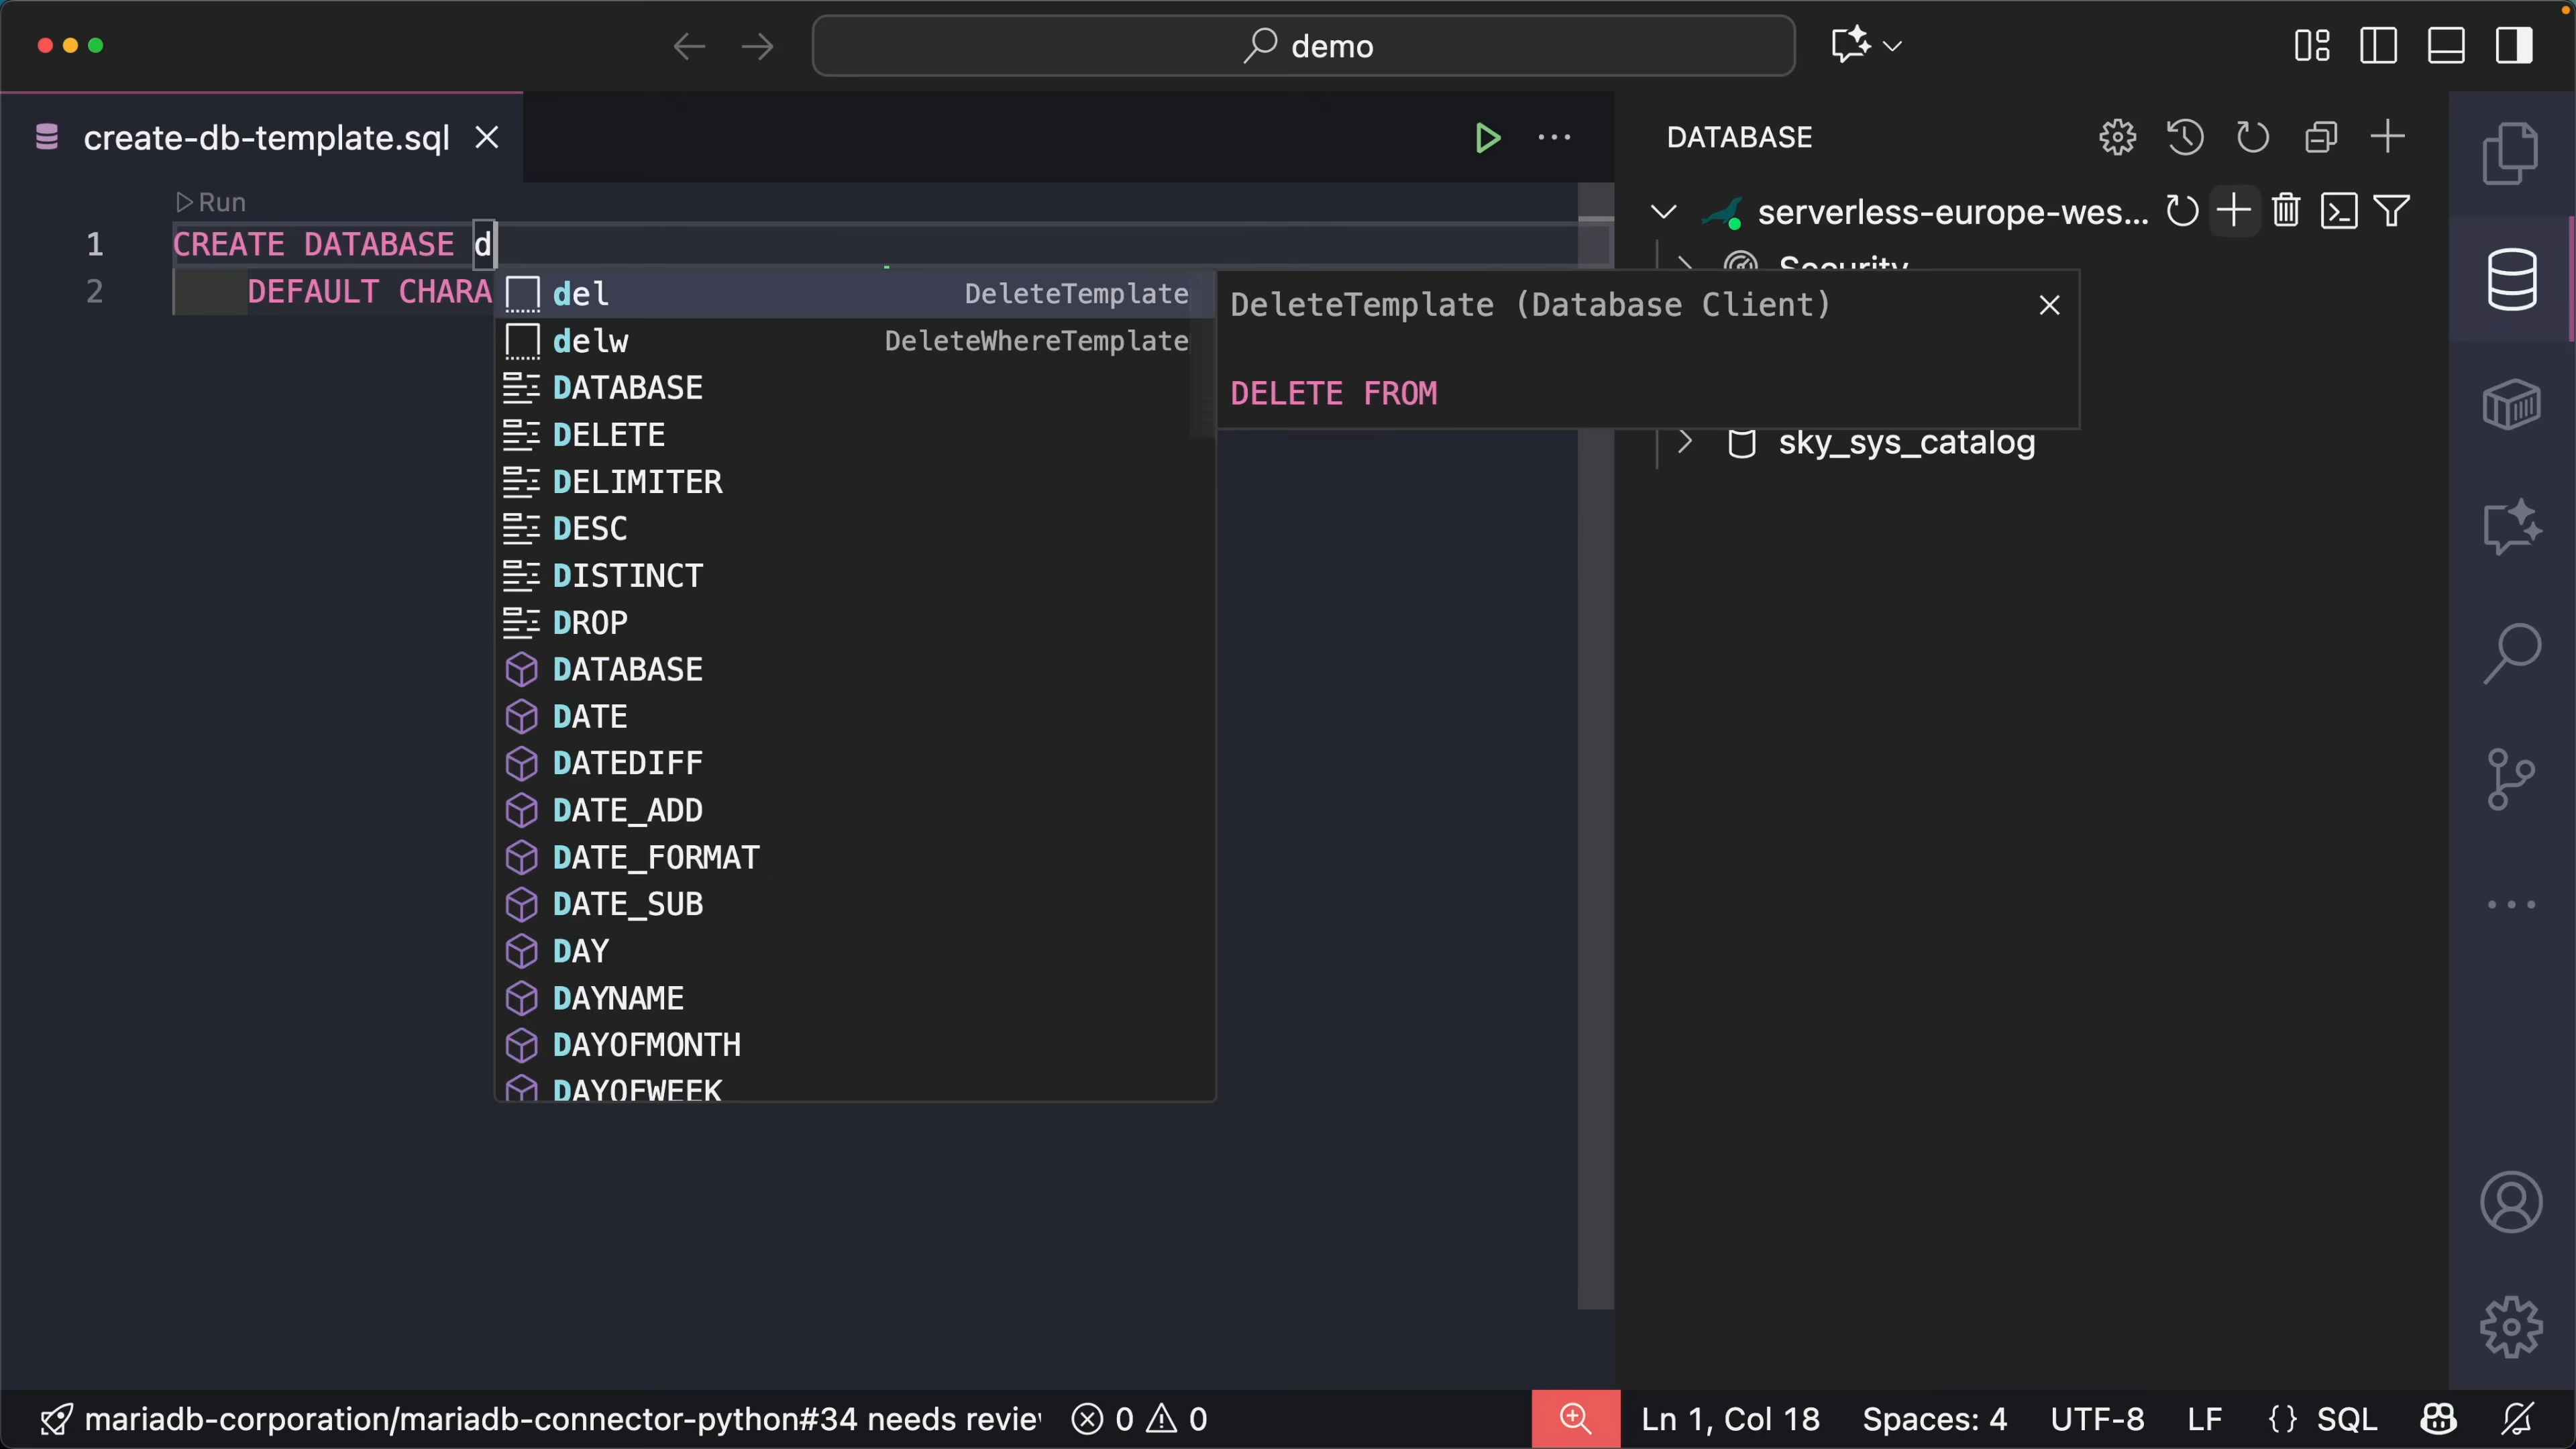 demo
create-db-template.sql
DATABASE
Run
serverless-europe-wes...
1 CREATE DATABASE d
Security
2 DEFAULT CHARA
del DeleteTemplate
delw DeleteWhereTemplate
DATABASE
DELETE
DELIMITER
DESC
DISTINCT
DROP
DATABASE
DATE
DATEDIFF
DATE_ADD
DATE_FORMAT
DATE_SUB
DAY
DAYNAME
DAYOFMONTH
DAYOFWEEK
DeleteTemplate (Database Client)
DELETE FROM
sky_sys_catalog
mariadb-corporation/mariadb-connector-python#34 needs review 0 0
Ln 1, Col 18 Spaces: 4 UTF-8 LF {} SQL